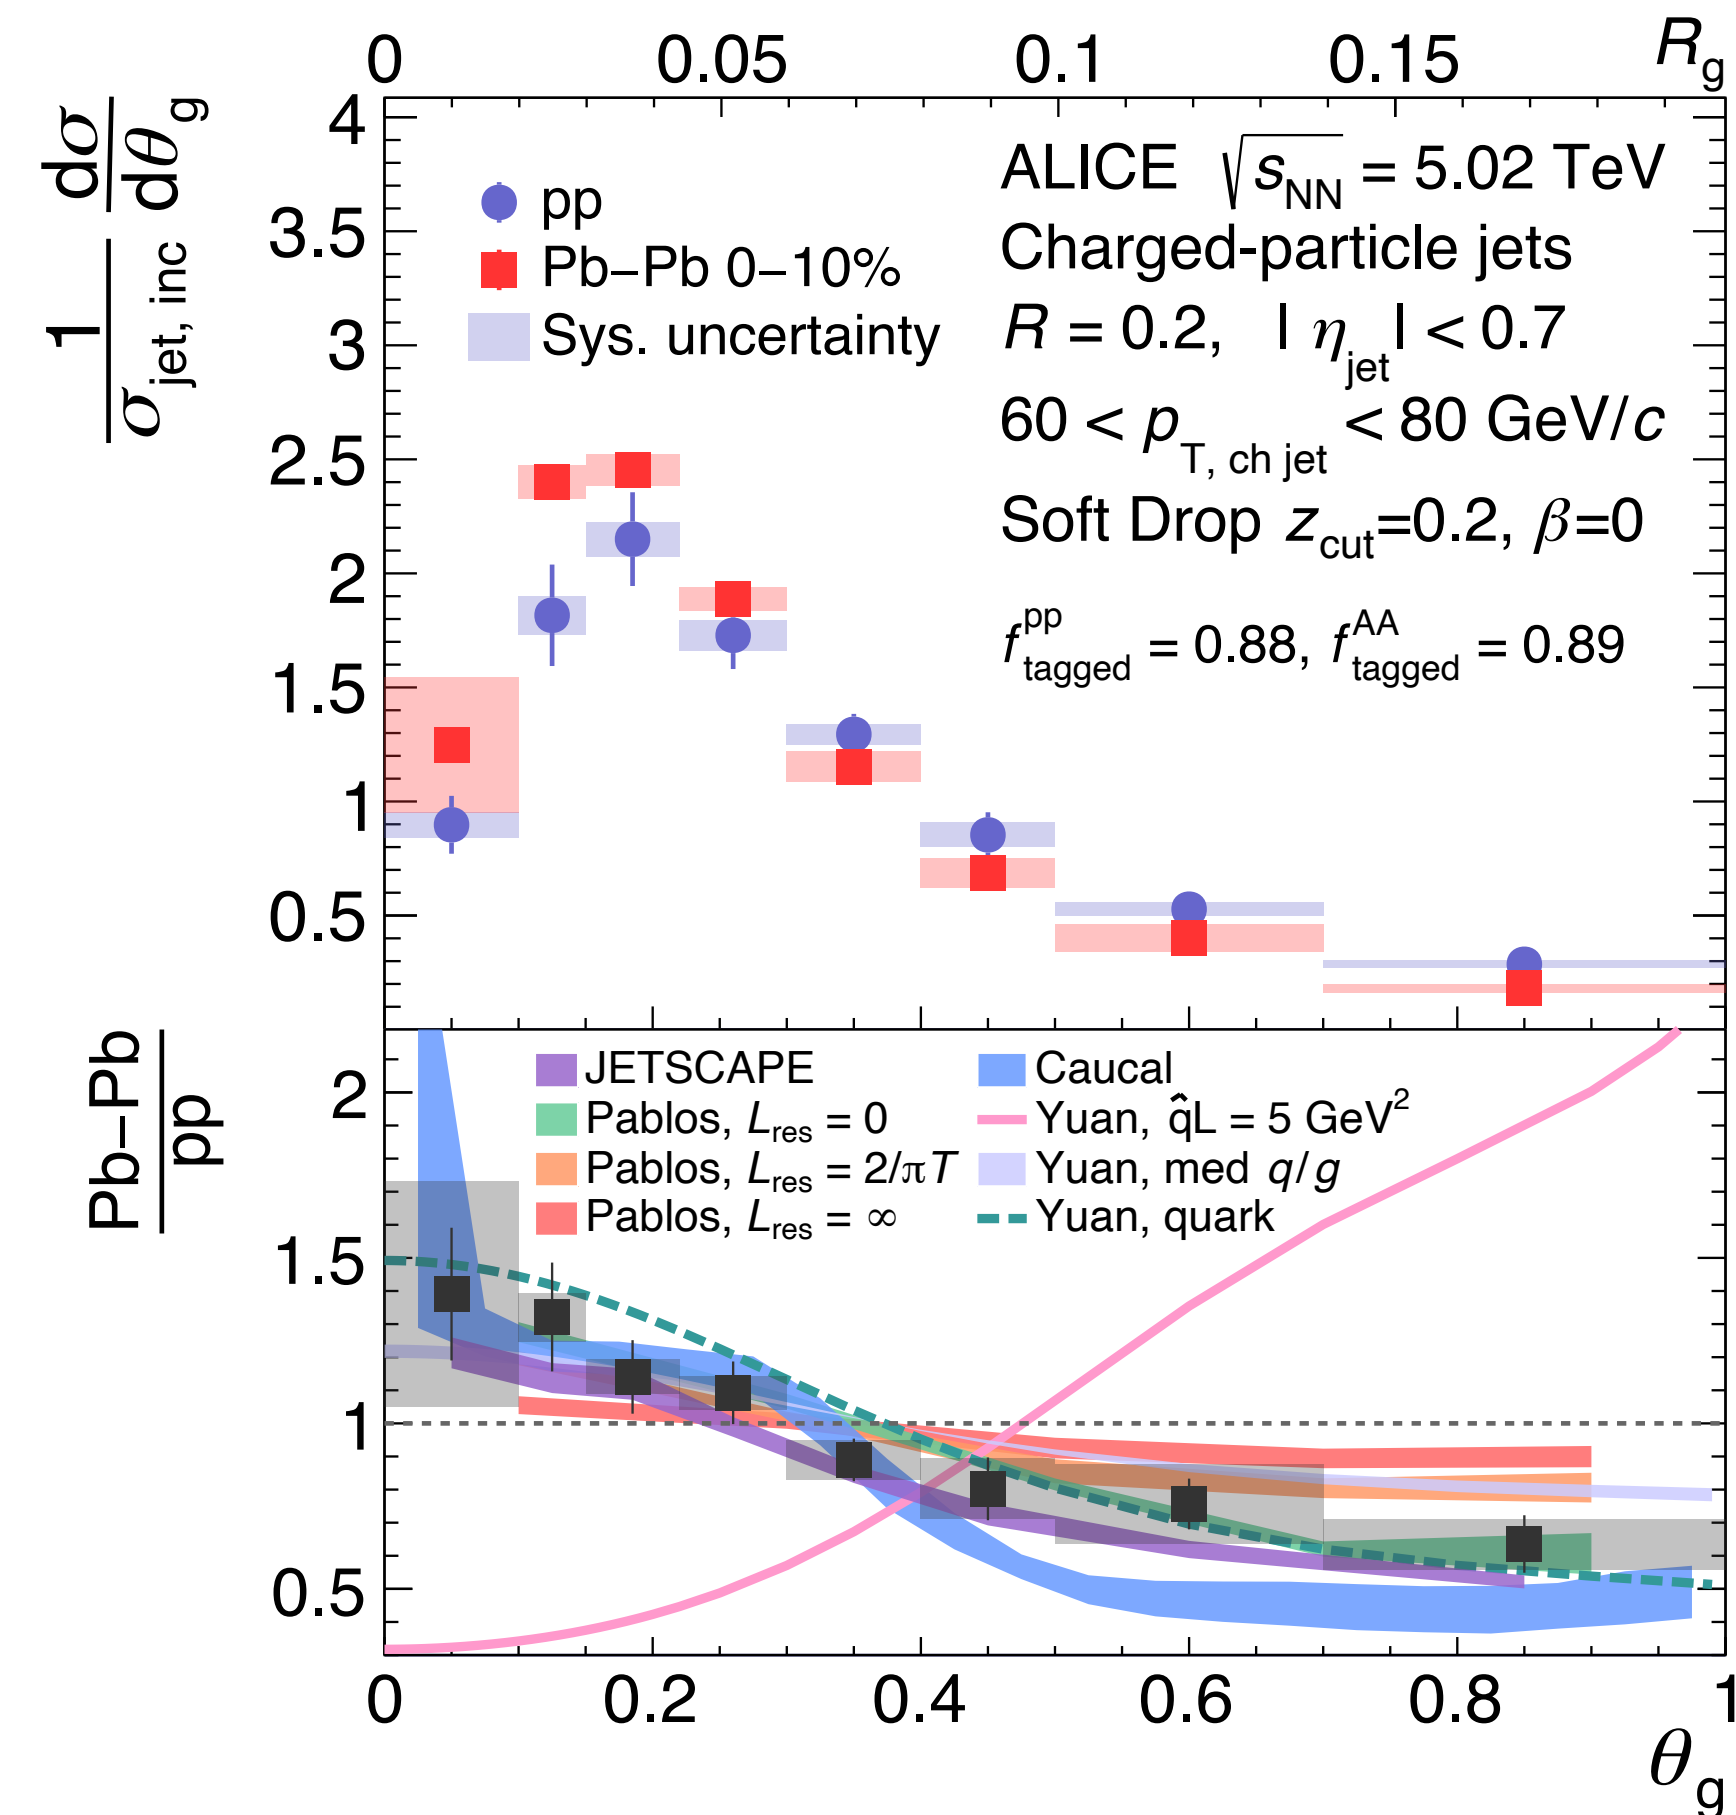 0 0.05 0.1 0.15 R_g
1/σ_jet, inc dσ/dθ_g
4
3.5
3
2.5
2
1.5
1
0.5
pp
Pb–Pb 0–10%
Sys. uncertainty
ALICE √s_NN = 5.02 TeV
Charged-particle jets
R = 0.2, | η_jet | < 0.7
60 < p_T, ch jet < 80 GeV/c
Soft Drop z_cut=0.2, β=0
f^pp_tagged = 0.88, f^AA_tagged = 0.89
Pb–Pb/pp
2
1.5
1
0.5
JETSCAPE
Pablos, L_res = 0
Pablos, L_res = 2/πT
Pablos, L_res = ∞
Caucal
Yuan, q̂L = 5 GeV²
Yuan, med q/g
Yuan, quark
0 0.2 0.4 0.6 0.8 1
θ_g